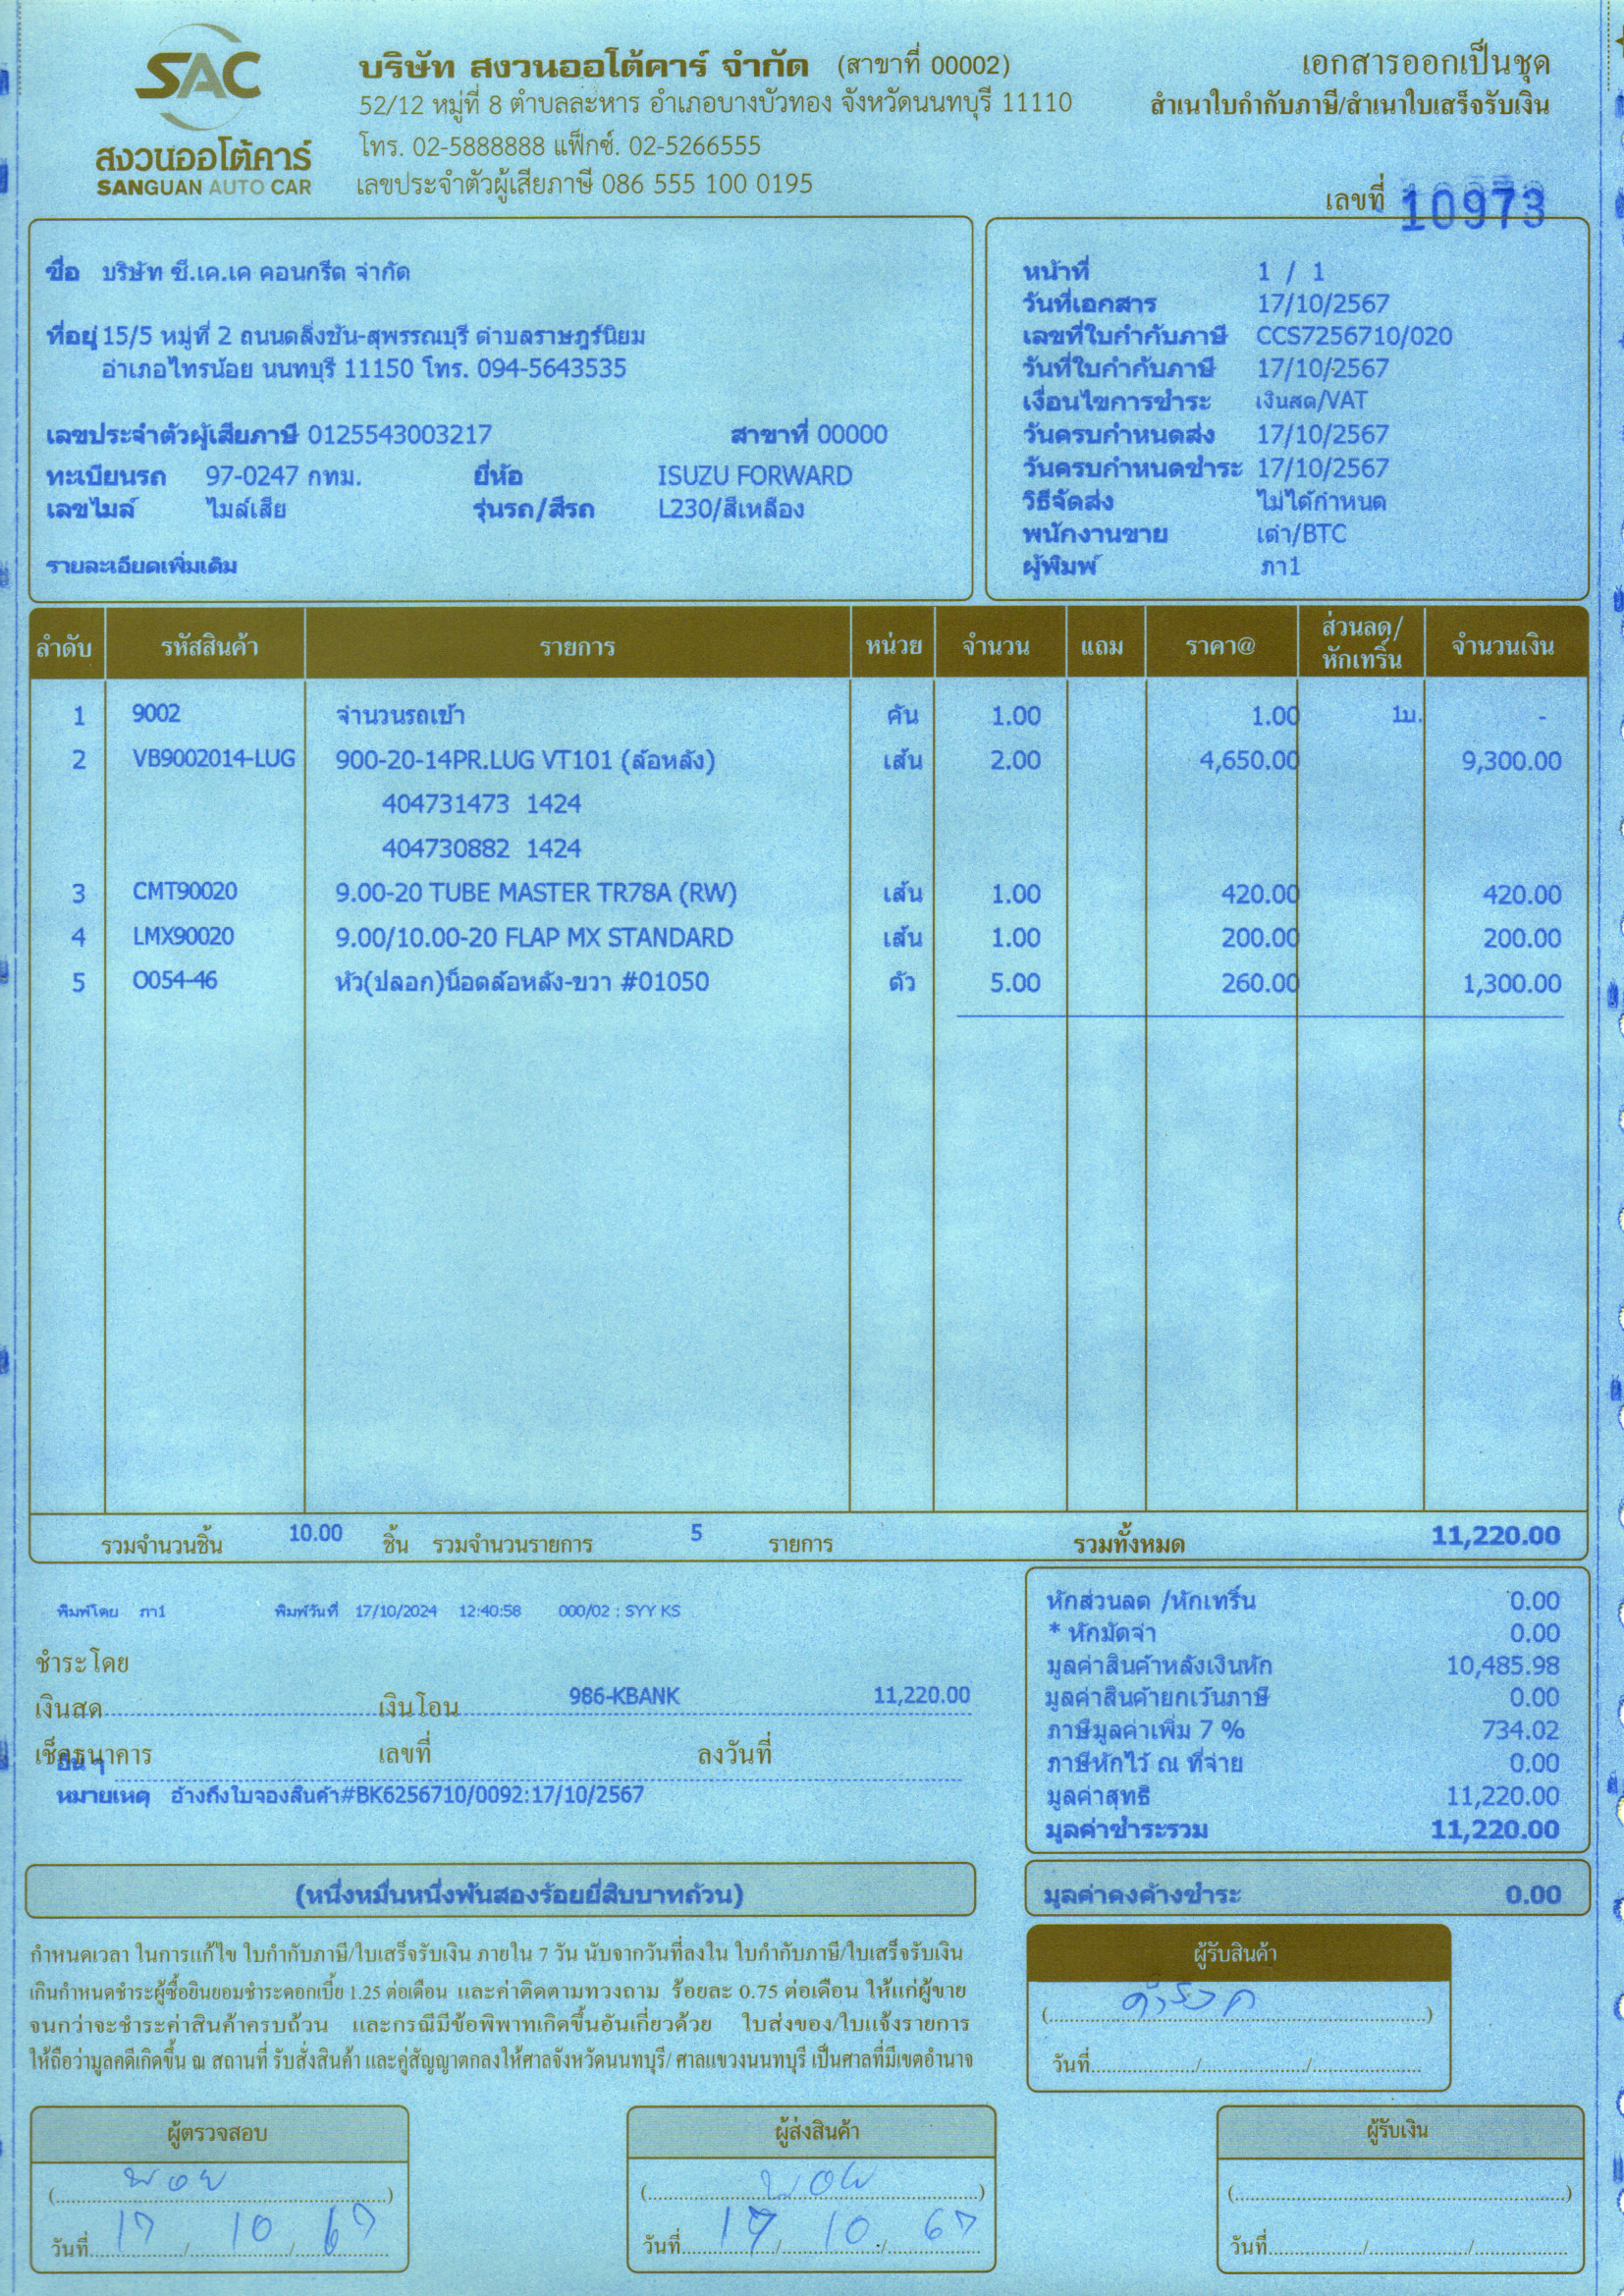 SAC
สงวนออโต้คาร์
SANGUAN AUTO CAR
บริษัท สงวนออโต้คาร์ จำกัด (สาขาที่ 00002)
52/12 หมู่ที่ 8 ตำบลละหาร อำเภอบางบัวทอง จังหวัดนนทบุรี 11110
โทร. 02-5888888 แฟ็กซ์. 02-5266555
เลขประจำตัวผู้เสียภาษี 086 555 100 0195
เอกสารออกเป็นชุด
สำเนาใบกำกับภาษี/สำเนาใบเสร็จรับเงิน
เลขที่ 10973
ชื่อ บริษัท ซี.เค.เค คอนกรีต จำกัด
ที่อยู่ 15/5 หมู่ที่ 2 ถนนตลิ่งชัน-สุพรรณบุรี ตำบลราษฎร์นิยม
อำเภอไทรน้อย นนทบุรี 11150 โทร. 094-5643535
เลขประจำตัวผู้เสียภาษี 0125543003217 สาขาที่ 00000
ทะเบียนรถ 97-0247 กทม. ยี่ห้อ ISUZU FORWARD
เลขไมล์ ไมล์เสีย รุ่นรถ/สีรถ L230/สีเหลือง
รายละเอียดเพิ่มเติม
หน้าที่ 1 / 1
วันที่เอกสาร 17/10/2567
เลขที่ใบกำกับภาษี CCS7256710/020
วันที่ใบกำกับภาษี 17/10/2567
เงื่อนไขการชำระ เงินสด/VAT
วันครบกำหนดส่ง 17/10/2567
วันครบกำหนดชำระ 17/10/2567
วิธีจัดส่ง ไม่ได้กำหนด
พนักงานขาย เต่า/BTC
ผู้พิมพ์ ภา1
ลำดับ รหัสสินค้า รายการ หน่วย จำนวน แถม ราคา@ ส่วนลด/หักเทริ์น จำนวนเงิน
1 9002 จำนวนรถเข้า คัน 1.00 1.00 1บ. -
2 VB9002014-LUG 900-20-14PR.LUG VT101 (ล้อหลัง) เส้น 2.00 4,650.00 9,300.00
404731473 1424
404730882 1424
3 CMT90020 9.00-20 TUBE MASTER TR78A (RW) เส้น 1.00 420.00 420.00
4 LMX90020 9.00/10.00-20 FLAP MX STANDARD เส้น 1.00 200.00 200.00
5 O054-46 หัว(ปลอก)น็อตล้อหลัง-ขวา #01050 ตัว 5.00 260.00 1,300.00
รวมจำนวนชิ้น 10.00 ชิ้น รวมจำนวนรายการ 5 รายการ รวมทั้งหมด 11,220.00
พิมพ์โดย ภา1 พิมพ์วันที่ 17/10/2024 12:40:58 000/02 : SYY KS
ชำระโดย
เงินสด เงินโอน 986-KBANK 11,220.00
เช็คธนาคาร เลขที่ ลงวันที่
อื่น ๆ
หมายเหตุ อ้างถึงใบจองสินค้า#BK6256710/0092:17/10/2567
หักส่วนลด /หักเทริ์น 0.00
* หักมัดจำ 0.00
มูลค่าสินค้าหลังเงินหัก 10,485.98
มูลค่าสินค้ายกเว้นภาษี 0.00
ภาษีมูลค่าเพิ่ม 7 % 734.02
ภาษีหักไว้ ณ ที่จ่าย 0.00
มูลค่าสุทธิ 11,220.00
มูลค่าชำระรวม 11,220.00
(หนึ่งหมื่นหนึ่งพันสองร้อยยี่สิบบาทถ้วน)
มูลค่าคงค้างชำระ 0.00
กำหนดเวลา ในการแก้ไข ใบกำกับภาษี/ใบเสร็จรับเงิน ภายใน 7 วัน นับจากวันที่ลงใน ใบกำกับภาษี/ใบเสร็จรับเงิน
เกินกำหนดชำระผู้ซื้อยินยอมชำระดอกเบี้ย 1.25 ต่อเดือน และค่าติดตามทวงถาม ร้อยละ 0.75 ต่อเดือน ให้แก่ผู้ขาย
จนกว่าจะชำระค่าสินค้าครบถ้วน และกรณีมีข้อพิพาทเกิดขึ้นอันเกี่ยวด้วย ใบส่งของ/ใบแจ้งรายการ
ให้ถือว่ามูลคดีเกิดขึ้น ณ สถานที่ รับสั่งสินค้า และคู่สัญญาตกลงให้ศาลจังหวัดนนทบุรี/ ศาลแขวงนนทบุรี เป็นศาลที่มีเขตอำนาจ
ผู้รับสินค้า
วันที่
ผู้ตรวจสอบ
วันที่ 17 / 10 / 67
ผู้ส่งสินค้า
วันที่ 17 / 10 / 67
ผู้รับเงิน
วันที่